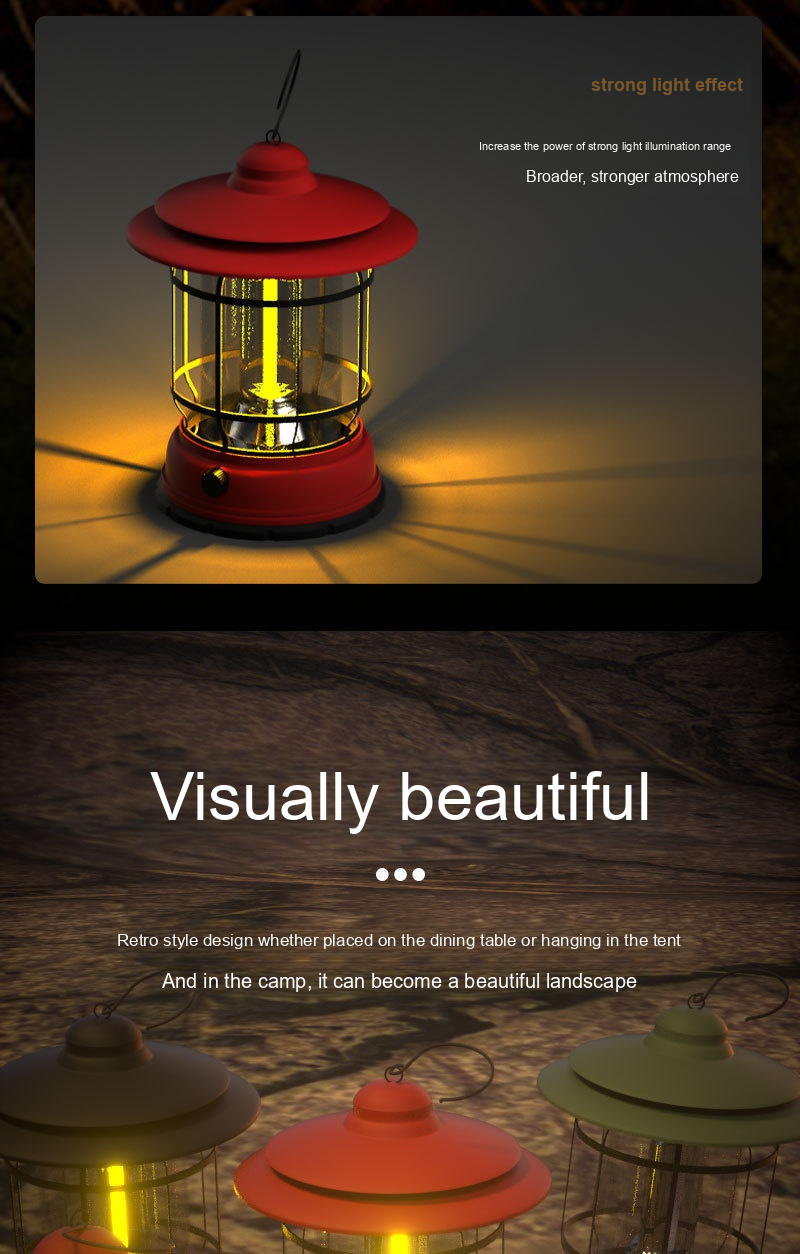 strong light effect
Increase the power of strong light illumination range
Broader, stronger atmosphere
Visually beautiful
Retro style design whether placed on the dining table or hanging in the tent
And in the camp, it can become a beautiful landscape